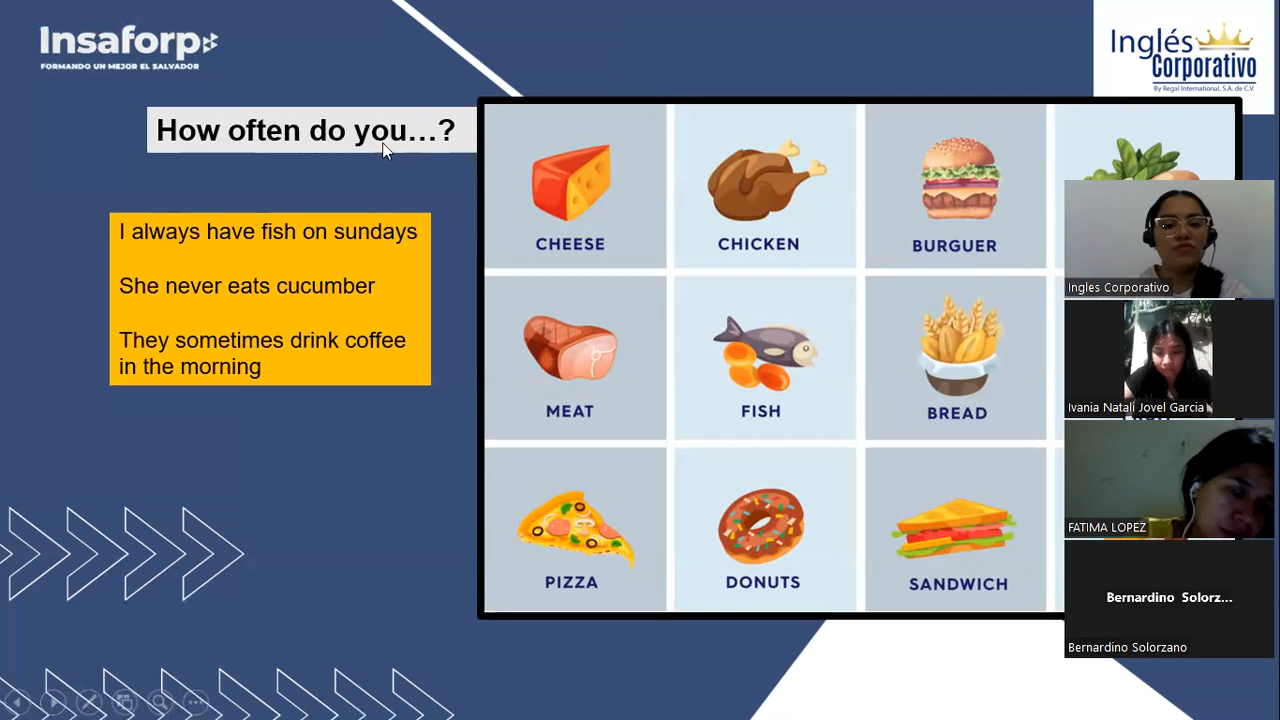 Insaforp
FORMANDO UN MEJOR EL SALVADOR
Inglés
Corporativo
By Regal International, S.A. de C.V.
How often do you...?
I always have fish on sundays
She never eats cucumber
They sometimes drink coffee
in the morning
CHEESE
CHICKEN
BURGUER
MEAT
FISH
BREAD
PIZZA
DONUTS
SANDWICH
Ingles Corporativo
Ivania Natalí Jovel Garcia
FATIMA LOPEZ
Bernardino Solorz...
Bernardino Solorzano